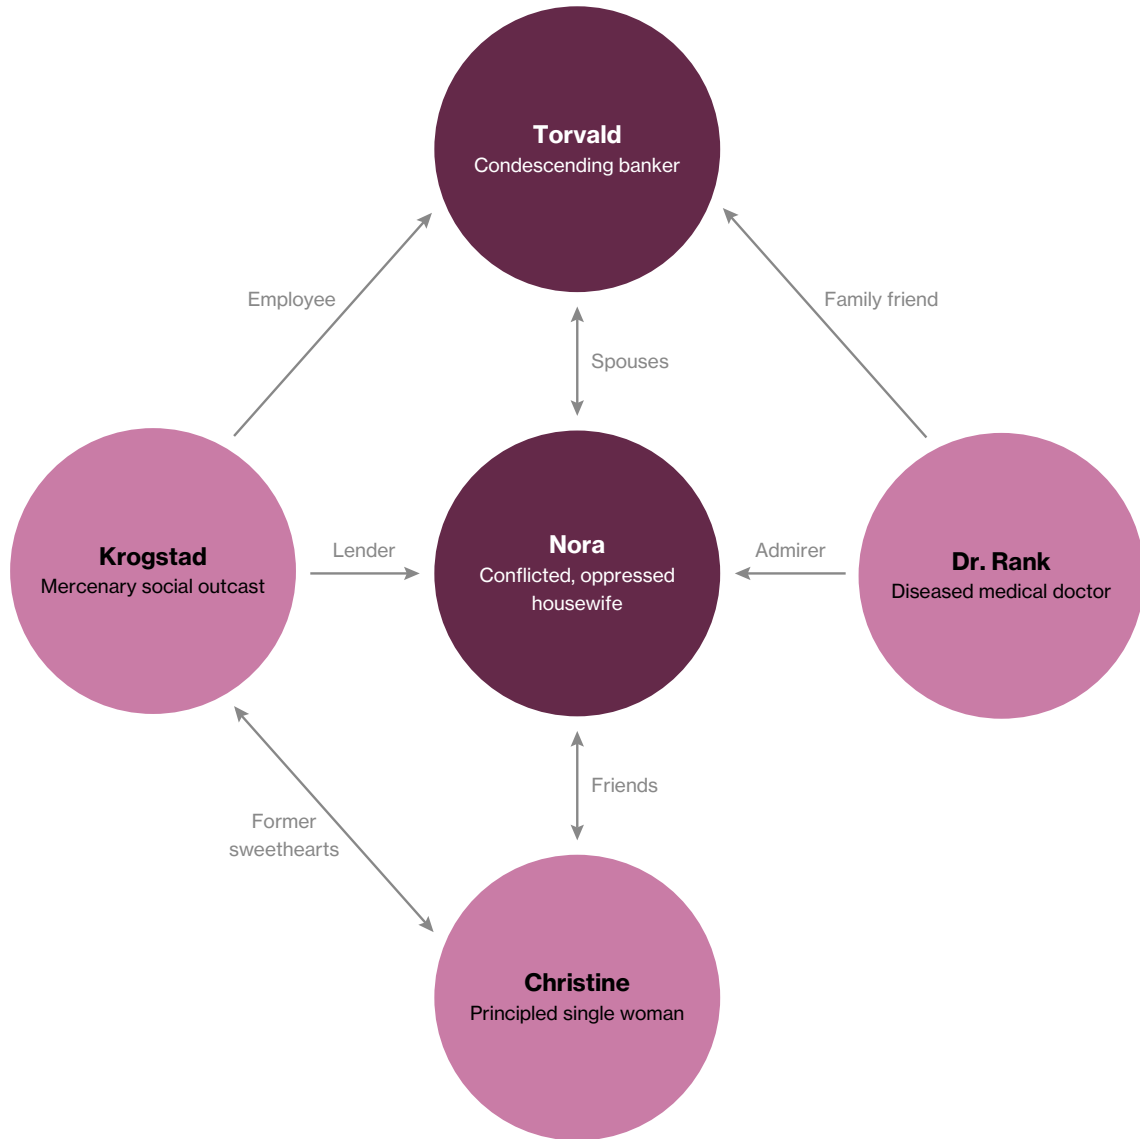 Torvald
Condescending banker
Employee
Family friend
Spouses
Krogstad
Mercenary social outcast
Lender
Nora
Conflicted, oppressed
housewife
Admirer
Dr. Rank
Diseased medical doctor
Friends
Former
sweethearts
Christine
Principled single woman